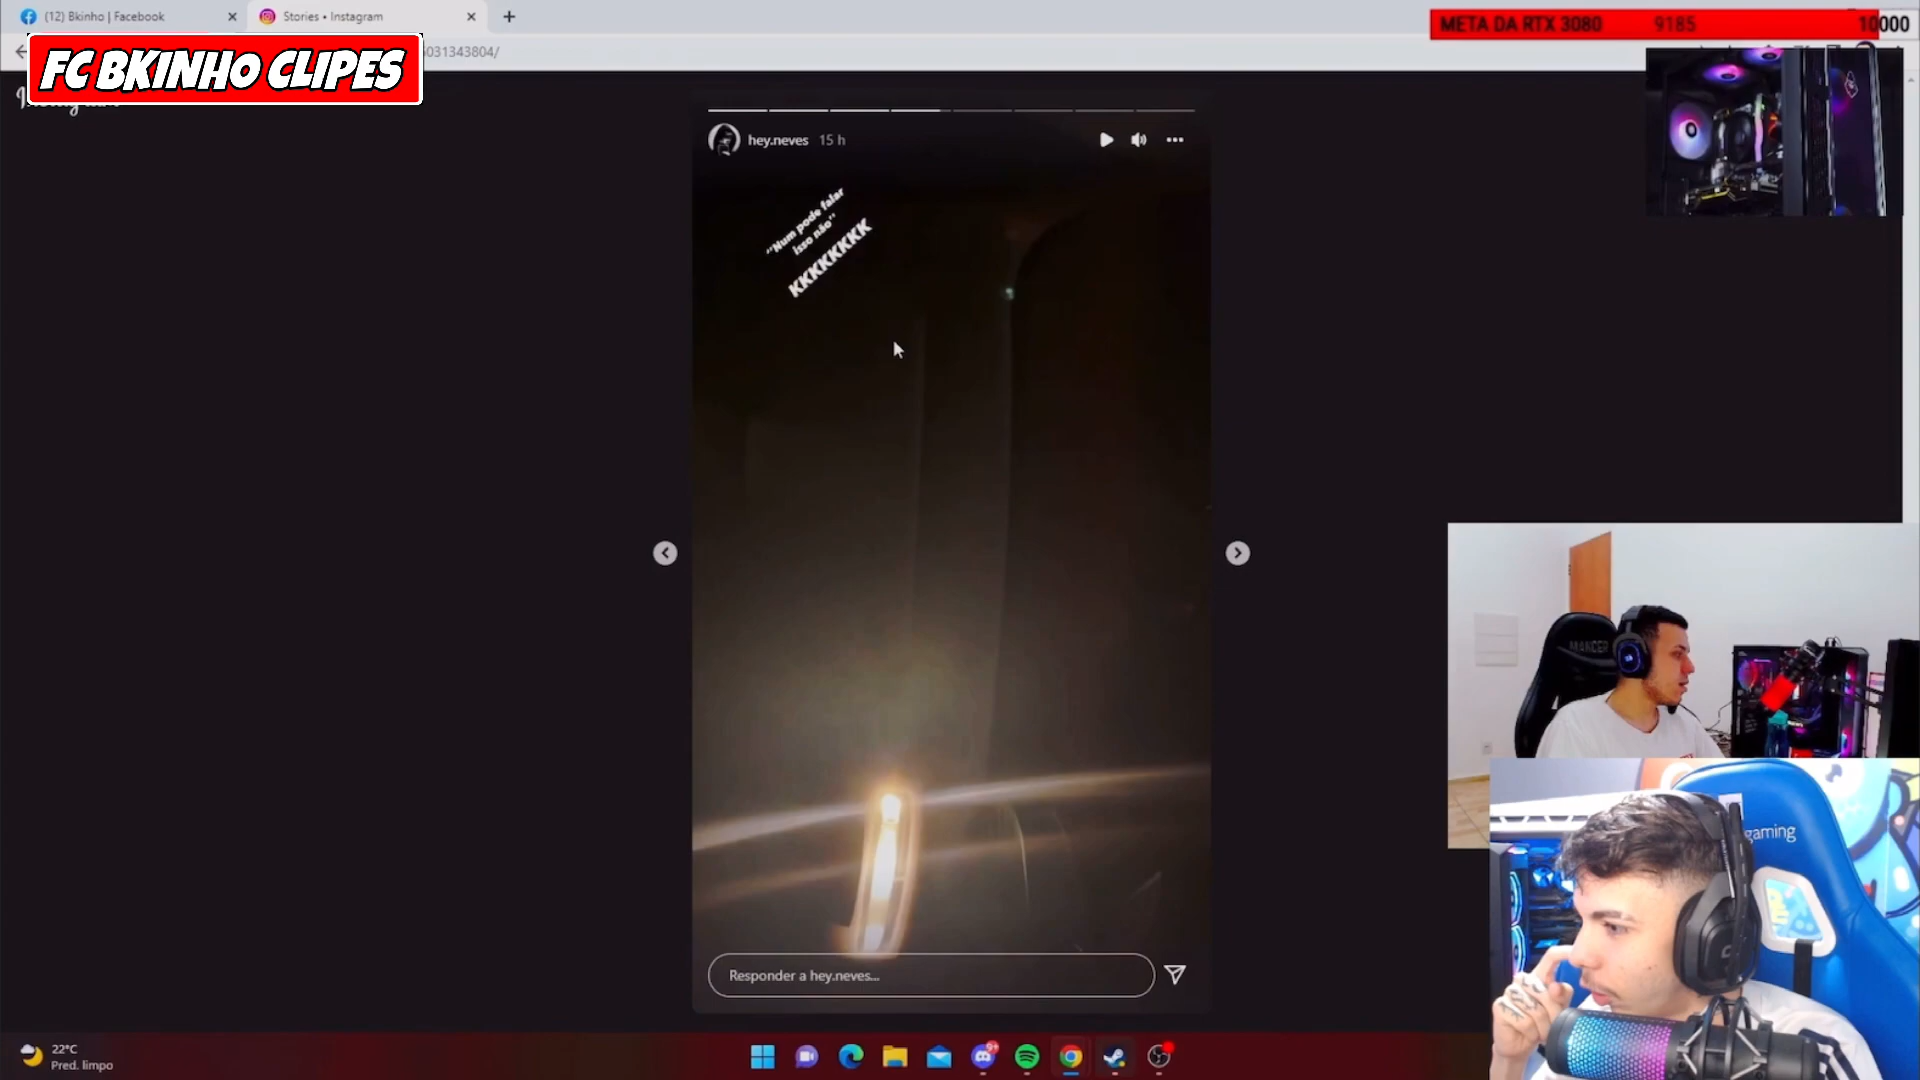 (12) Bkinho | Facebook
Stories • Instagram
META DA RTX 3080 9185 10000
031343804/
FC BKINHO CLIPES
hey.neves 15 h
"Num pode falar
isso não"
KKKKKKKK
MANCER
gaming
Responder a hey.neves...
22°C
Pred. limpo